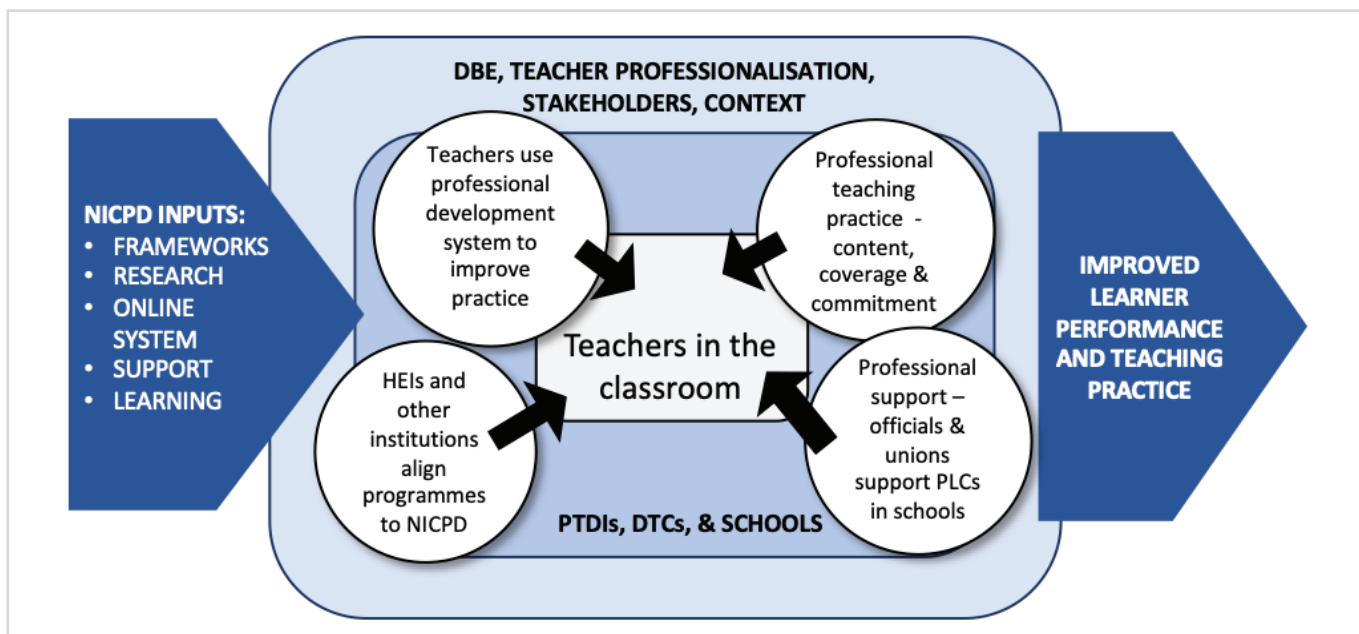 DBE, TEACHER PROFESSIONALISATION,
STAKEHOLDERS, CONTEXT
NICPD INPUTS:
• FRAMEWORKS
• RESEARCH
• ONLINE
SYSTEM
• SUPPORT
• LEARNING
Teachers use
professional
development
system to
improve
practice
Professional
teaching
practice -
content,
coverage &
commitment
Teachers in the
classroom
HEIs and
other
institutions
align
programmes
to NICPD
Professional
support –
officials &
unions
support PLCs
in schools
PTDIs, DTCs, & SCHOOLS
IMPROVED
LEARNER
PERFORMANCE
AND TEACHING
PRACTICE